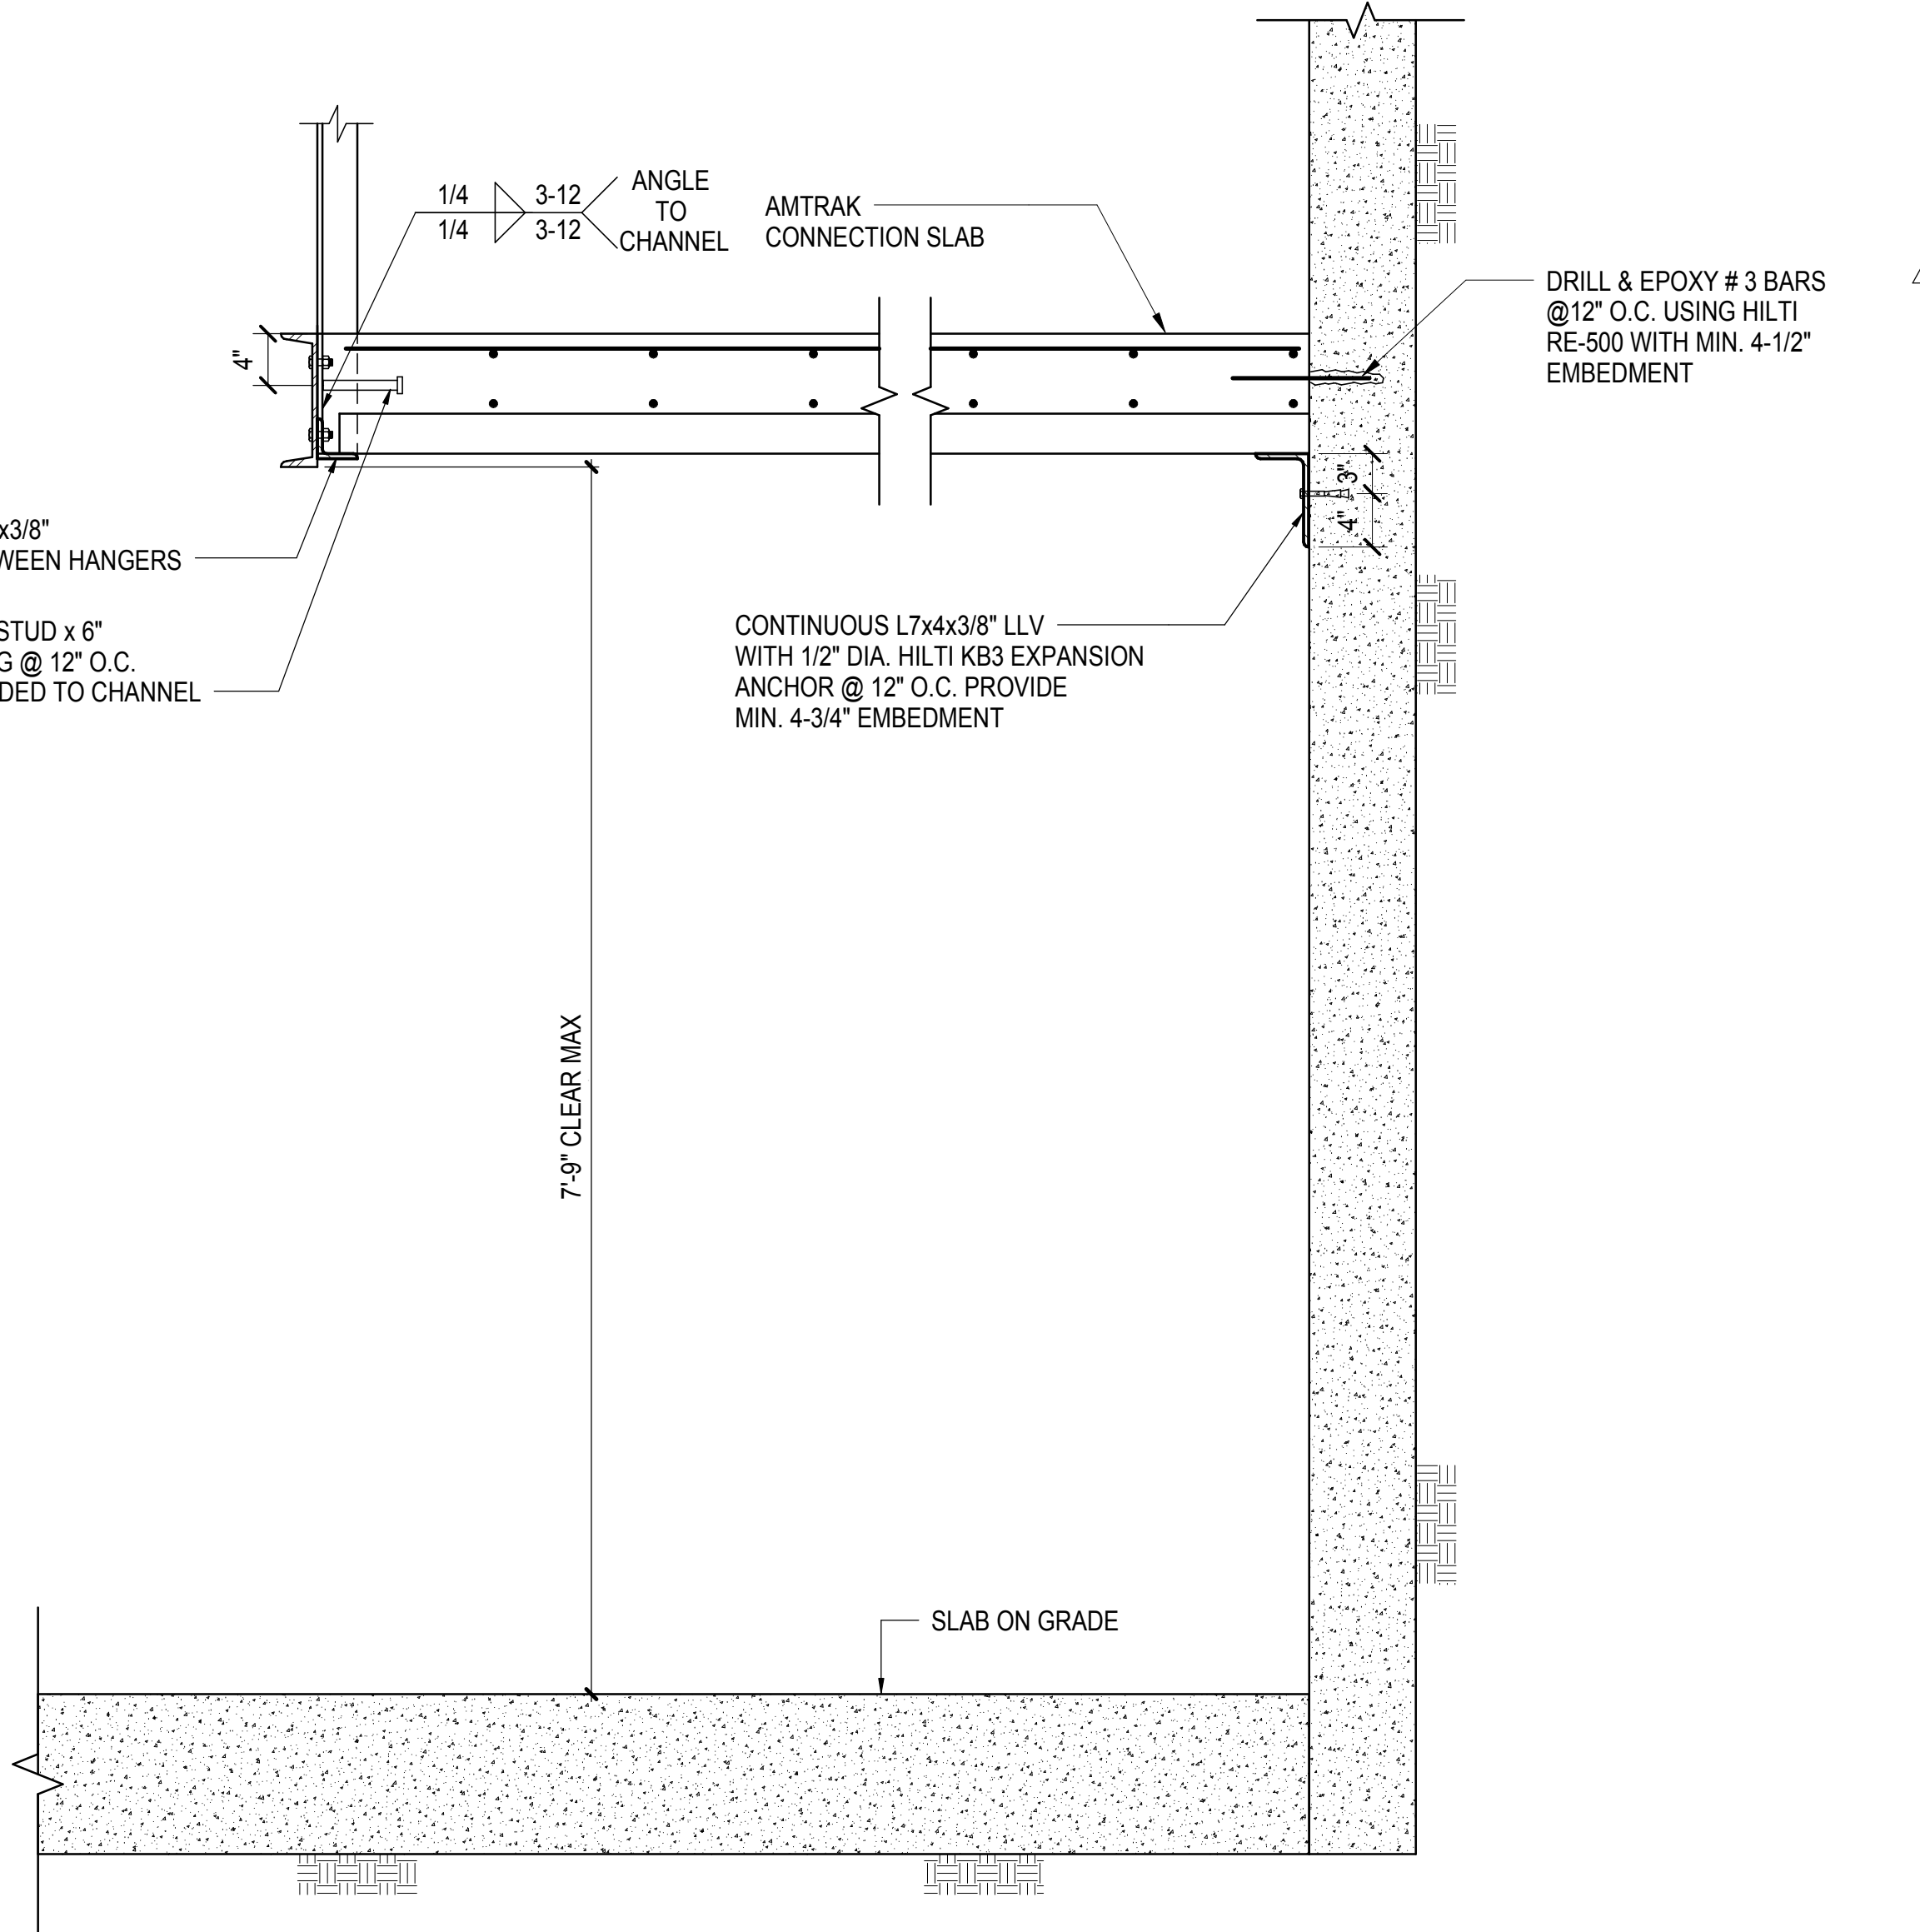 1/4 3-12
1/4 3-12
ANGLE
TO
CHANNEL
AMTRAK
CONNECTION SLAB
DRILL & EPOXY # 3 BARS
@12" O.C. USING HILTI
RE-500 WITH MIN. 4-1/2"
EMBEDMENT
4"
3"
4"
x3/8"
WEEN HANGERS
STUD x 6"
G @ 12" O.C.
DED TO CHANNEL
CONTINUOUS L7x4x3/8" LLV
WITH 1/2" DIA. HILTI KB3 EXPANSION
ANCHOR @ 12" O.C. PROVIDE
MIN. 4-3/4" EMBEDMENT
7'-9" CLEAR MAX
SLAB ON GRADE